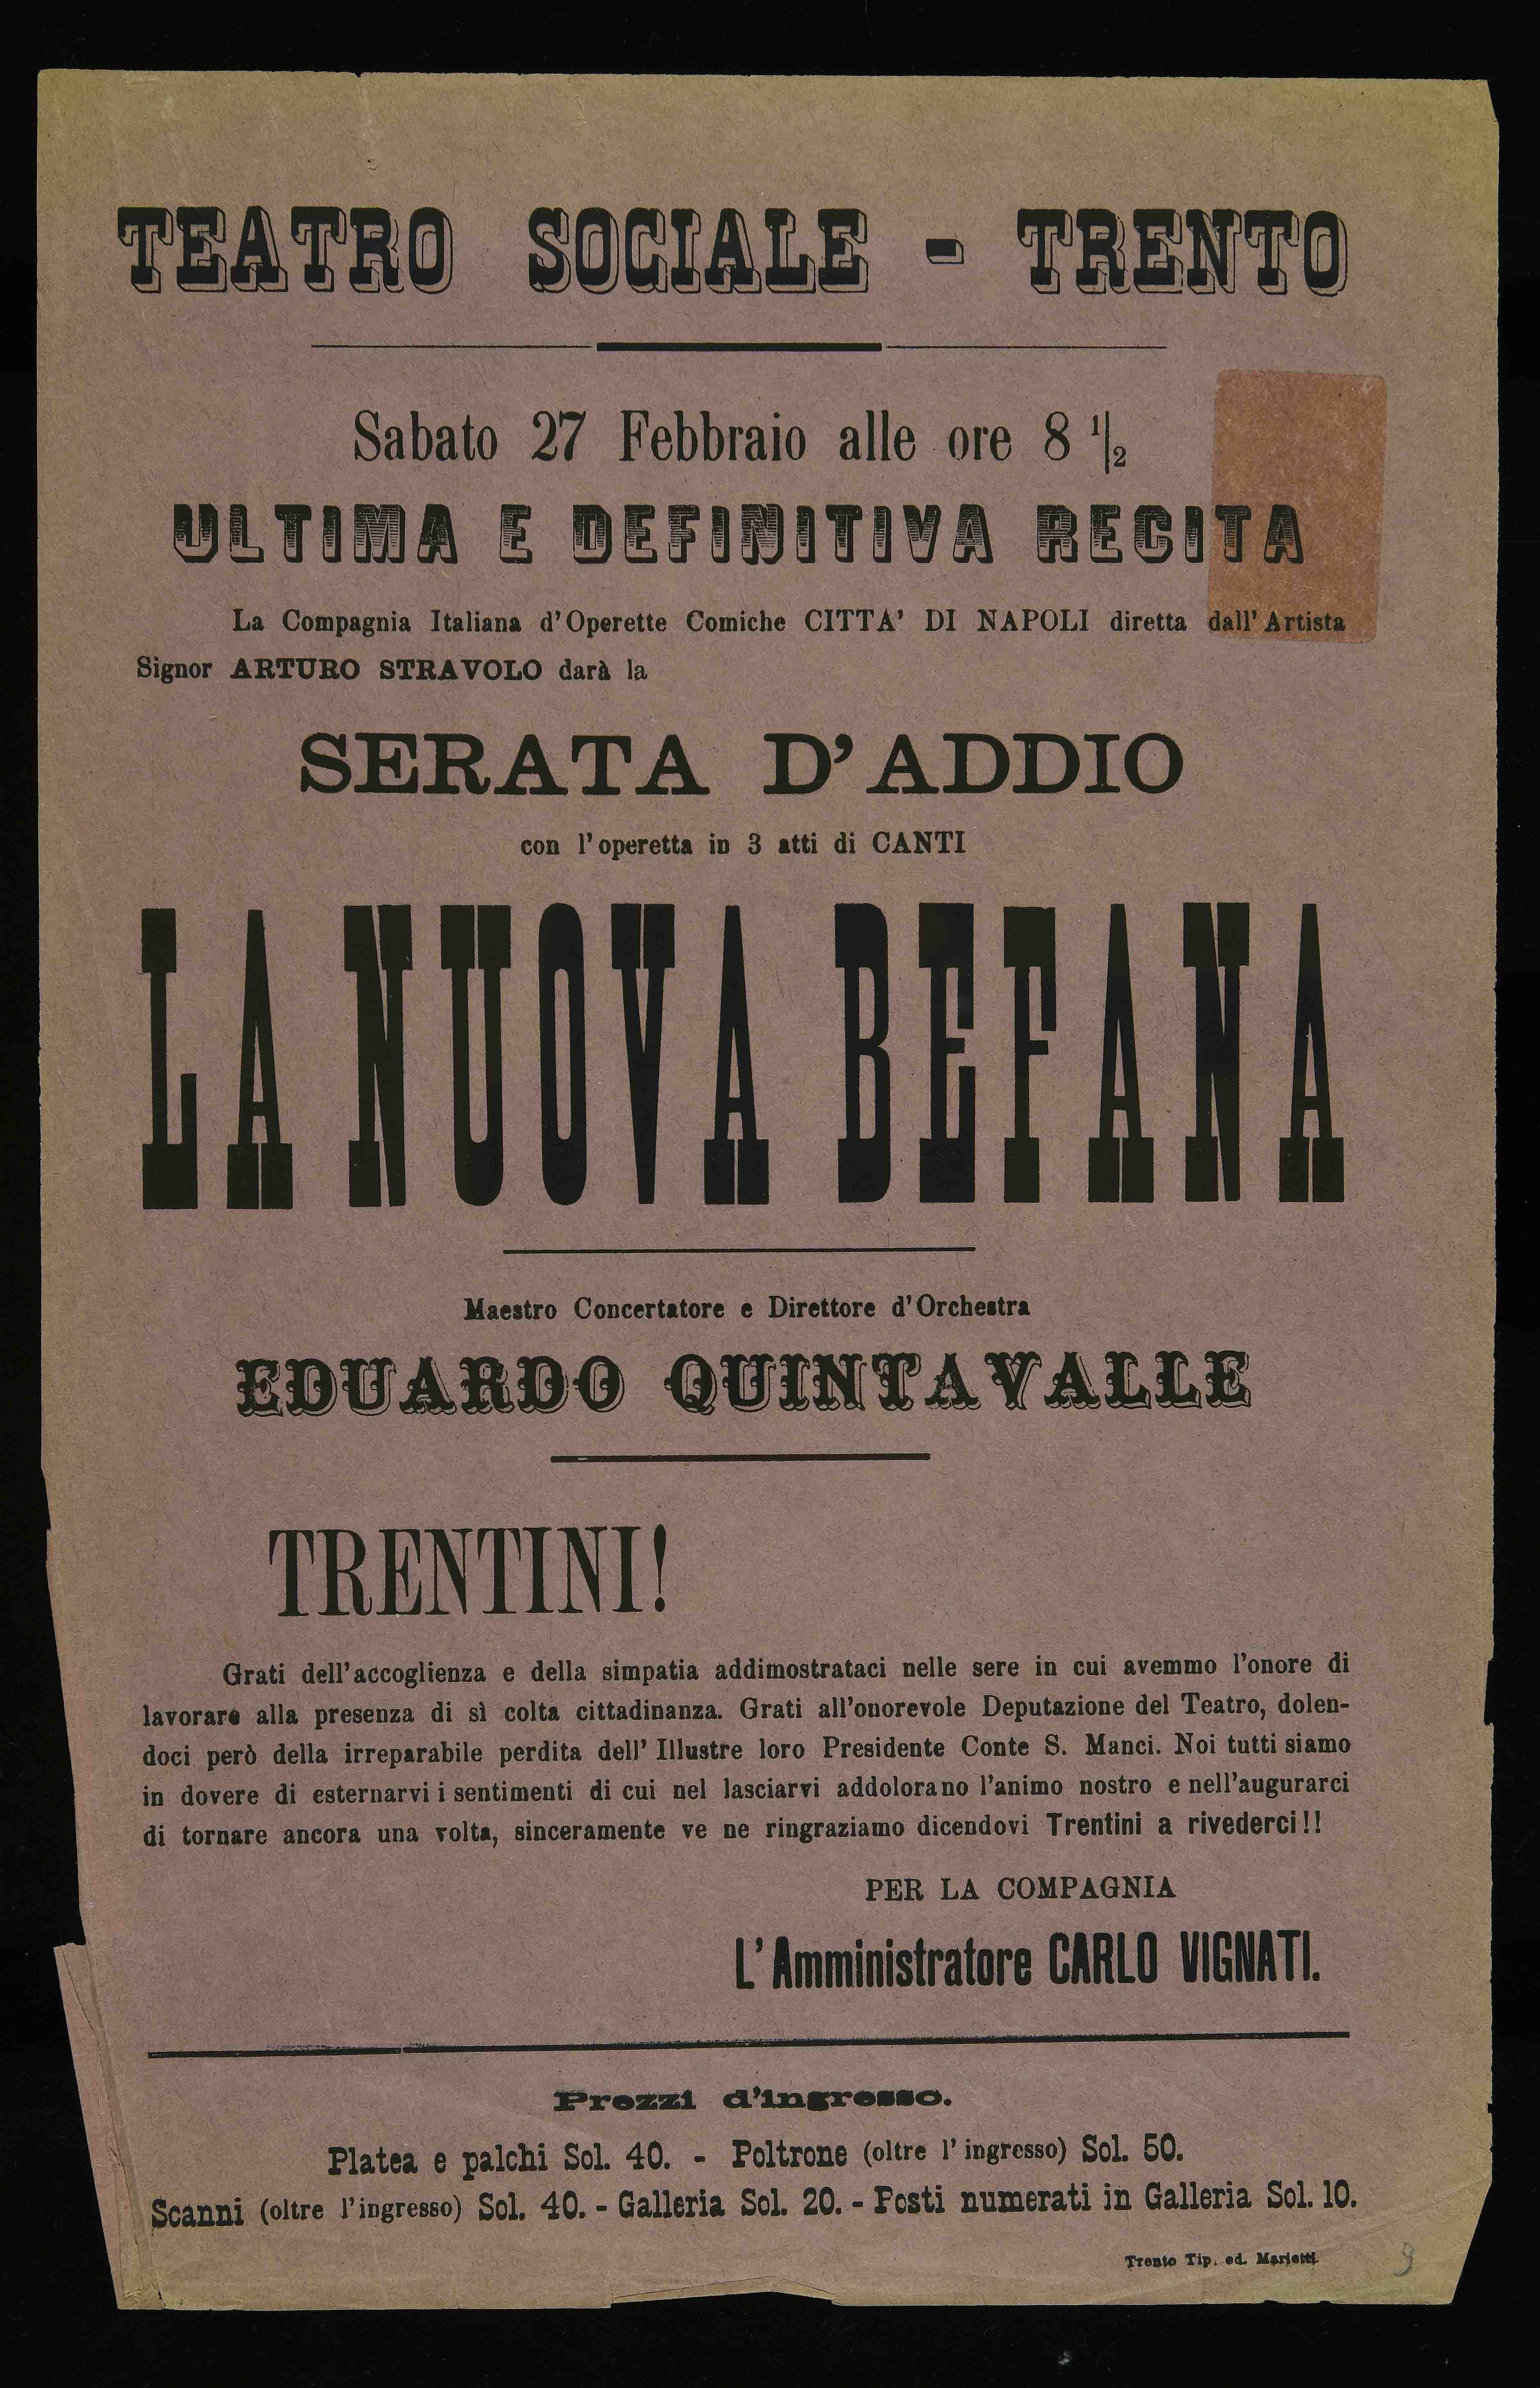 TEATRO SOCIALE - TRENTO
Sabato 27 Febbraio alle ore 8 1/2
ULTIMA E DEFINITIVA RECITA
La Compagnia Italiana d'Operette Comiche CITTA' DI NAPOLI diretta dall'Artista
Signor ARTURO STRAVOLO darà la
SERATA D'ADDIO
con l'operetta in 3 atti di CANTI
LA NUOVA BEFANA
Maestro Concertatore e Direttore d'Orchestra
EDUARDO QUINTAVALLE
TRENTINI!
Grati dell'accoglienza e della simpatia addimostrataci nelle sere in cui avemmo l'onore di
lavorare alla presenza di sì colta cittadinanza. Grati all'onorevole Deputazione del Teatro, dolen-
doci però della irreparabile perdita dell' Illustre loro Presidente Conte S. Manci. Noi tutti siamo
in dovere di esternarvi i sentimenti di cui nel lasciarvi addolorano l'animo nostro e nell'augurarci
di tornare ancora una volta, sinceramente ve ne ringraziamo dicendovi Trentini a rivederci!!
PER LA COMPAGNIA
L'Amministratore CARLO VIGNATI.
Prezzi d'ingresso.
Platea e palchi Sol. 40. - Poltrone (oltre l'ingresso) Sol. 50.
Scanni (oltre l'ingresso) Sol. 40. - Galleria Sol. 20. - Posti numerati in Galleria Sol. 10.
Trento Tip. ed. Marietti
9